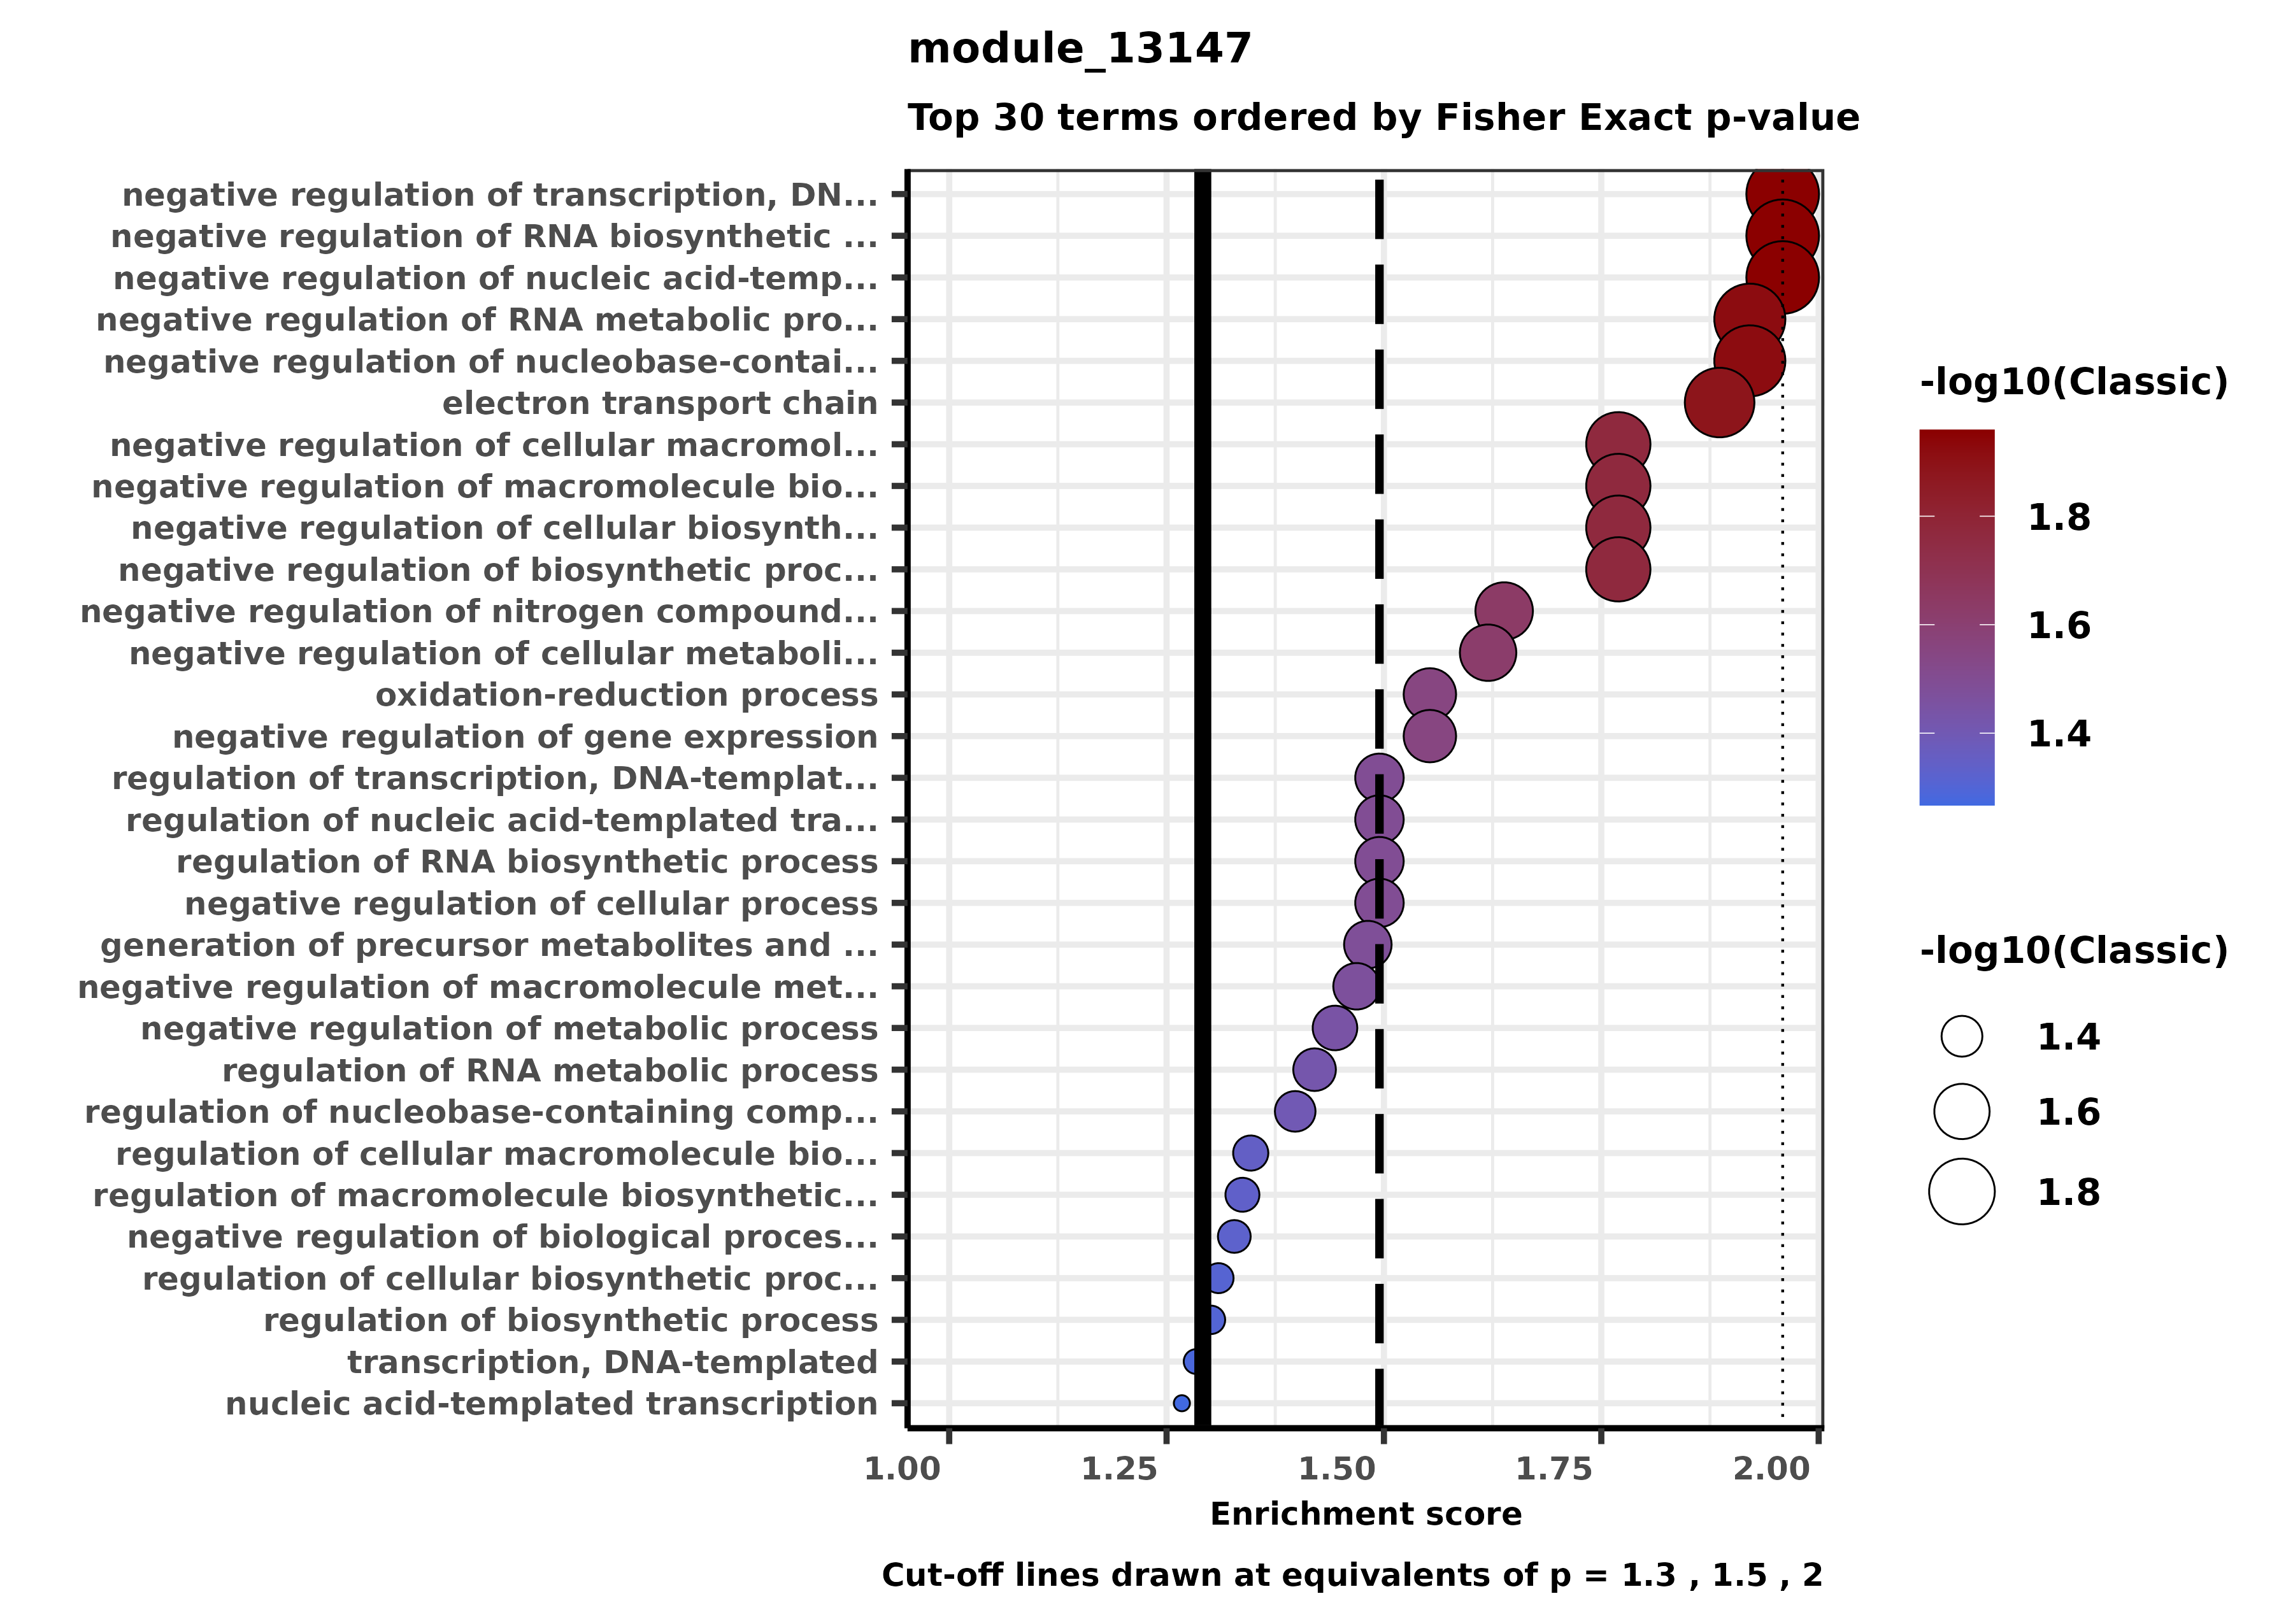 module_13147
Top 30 terms ordered by Fisher Exact p-value
negative regulation of transcription, DN...
negative regulation of RNA biosynthetic ...
negative regulation of nucleic acid-temp...
negative regulation of RNA metabolic pro...
negative regulation of nucleobase-contai...
electron transport chain
negative regulation of cellular macromol...
negative regulation of macromolecule bio...
negative regulation of cellular biosynth...
negative regulation of biosynthetic proc...
negative regulation of nitrogen compound...
negative regulation of cellular metaboli...
oxidation-reduction process
negative regulation of gene expression
regulation of transcription, DNA-templat...
regulation of nucleic acid-templated tra...
regulation of RNA biosynthetic process
negative regulation of cellular process
generation of precursor metabolites and ...
negative regulation of macromolecule met...
negative regulation of metabolic process
regulation of RNA metabolic process
regulation of nucleobase-containing comp...
regulation of cellular macromolecule bio...
regulation of macromolecule biosynthetic...
negative regulation of biological proces...
regulation of cellular biosynthetic proc...
regulation of biosynthetic process
transcription, DNA-templated
nucleic acid-templated transcription
1.00 1.25 1.50 1.75 2.00
Enrichment score
Cut-off lines drawn at equivalents of p = 1.3 , 1.5 , 2
-log10(Classic)
1.8
1.6
1.4
-log10(Classic)
1.4
1.6
1.8